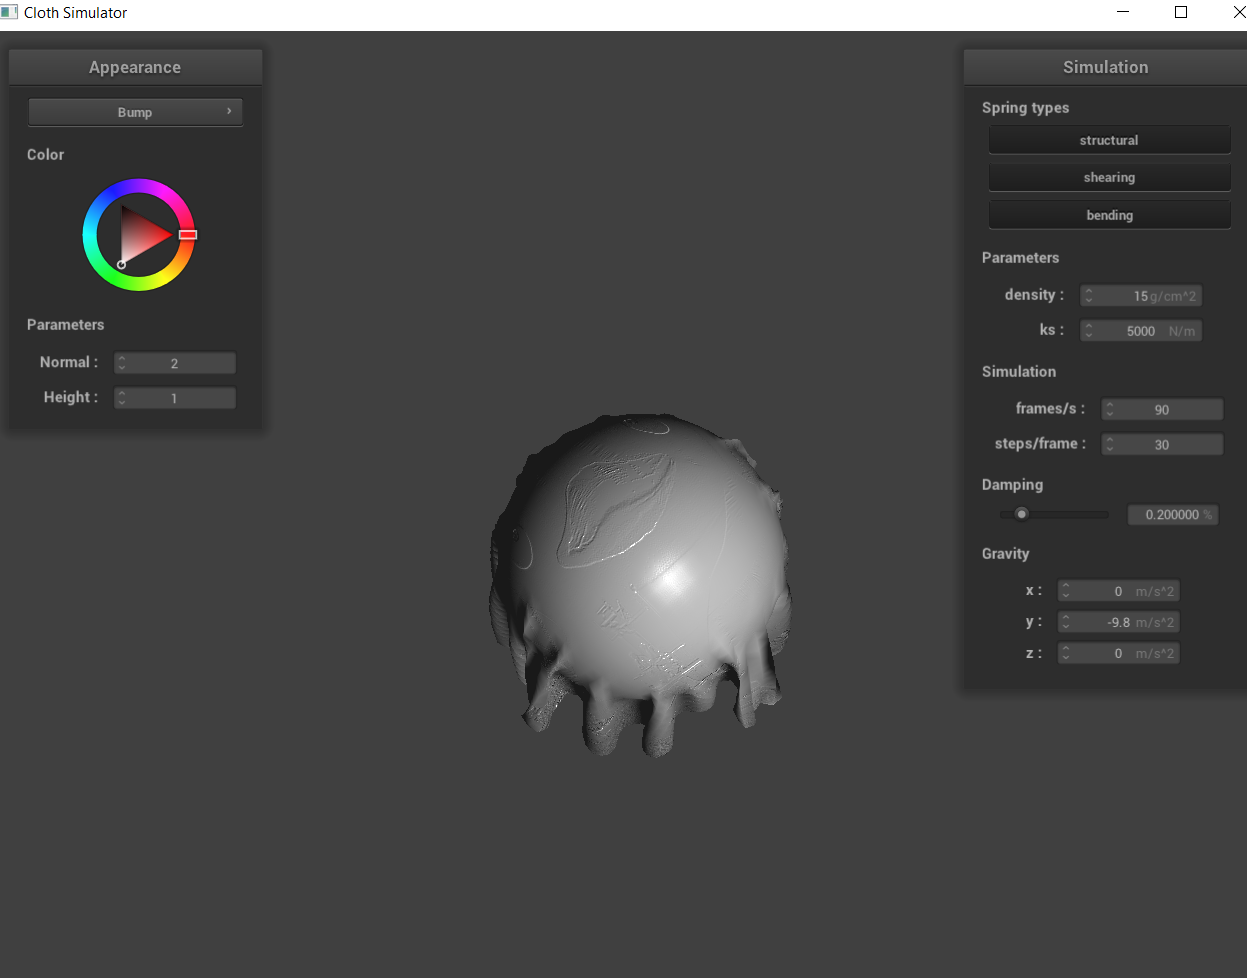 Cloth Simulator
Appearance
Bump
Color
Parameters
Normal : 2
Height : 1
Simulation
Spring types
structural
shearing
bending
Parameters
density : 15 g/cm^2
ks : 5000 N/m
Simulation
frames/s : 90
steps/frame : 30
Damping
0.200000 %
Gravity
x : 0 m/s^2
y : -9.8 m/s^2
z : 0 m/s^2